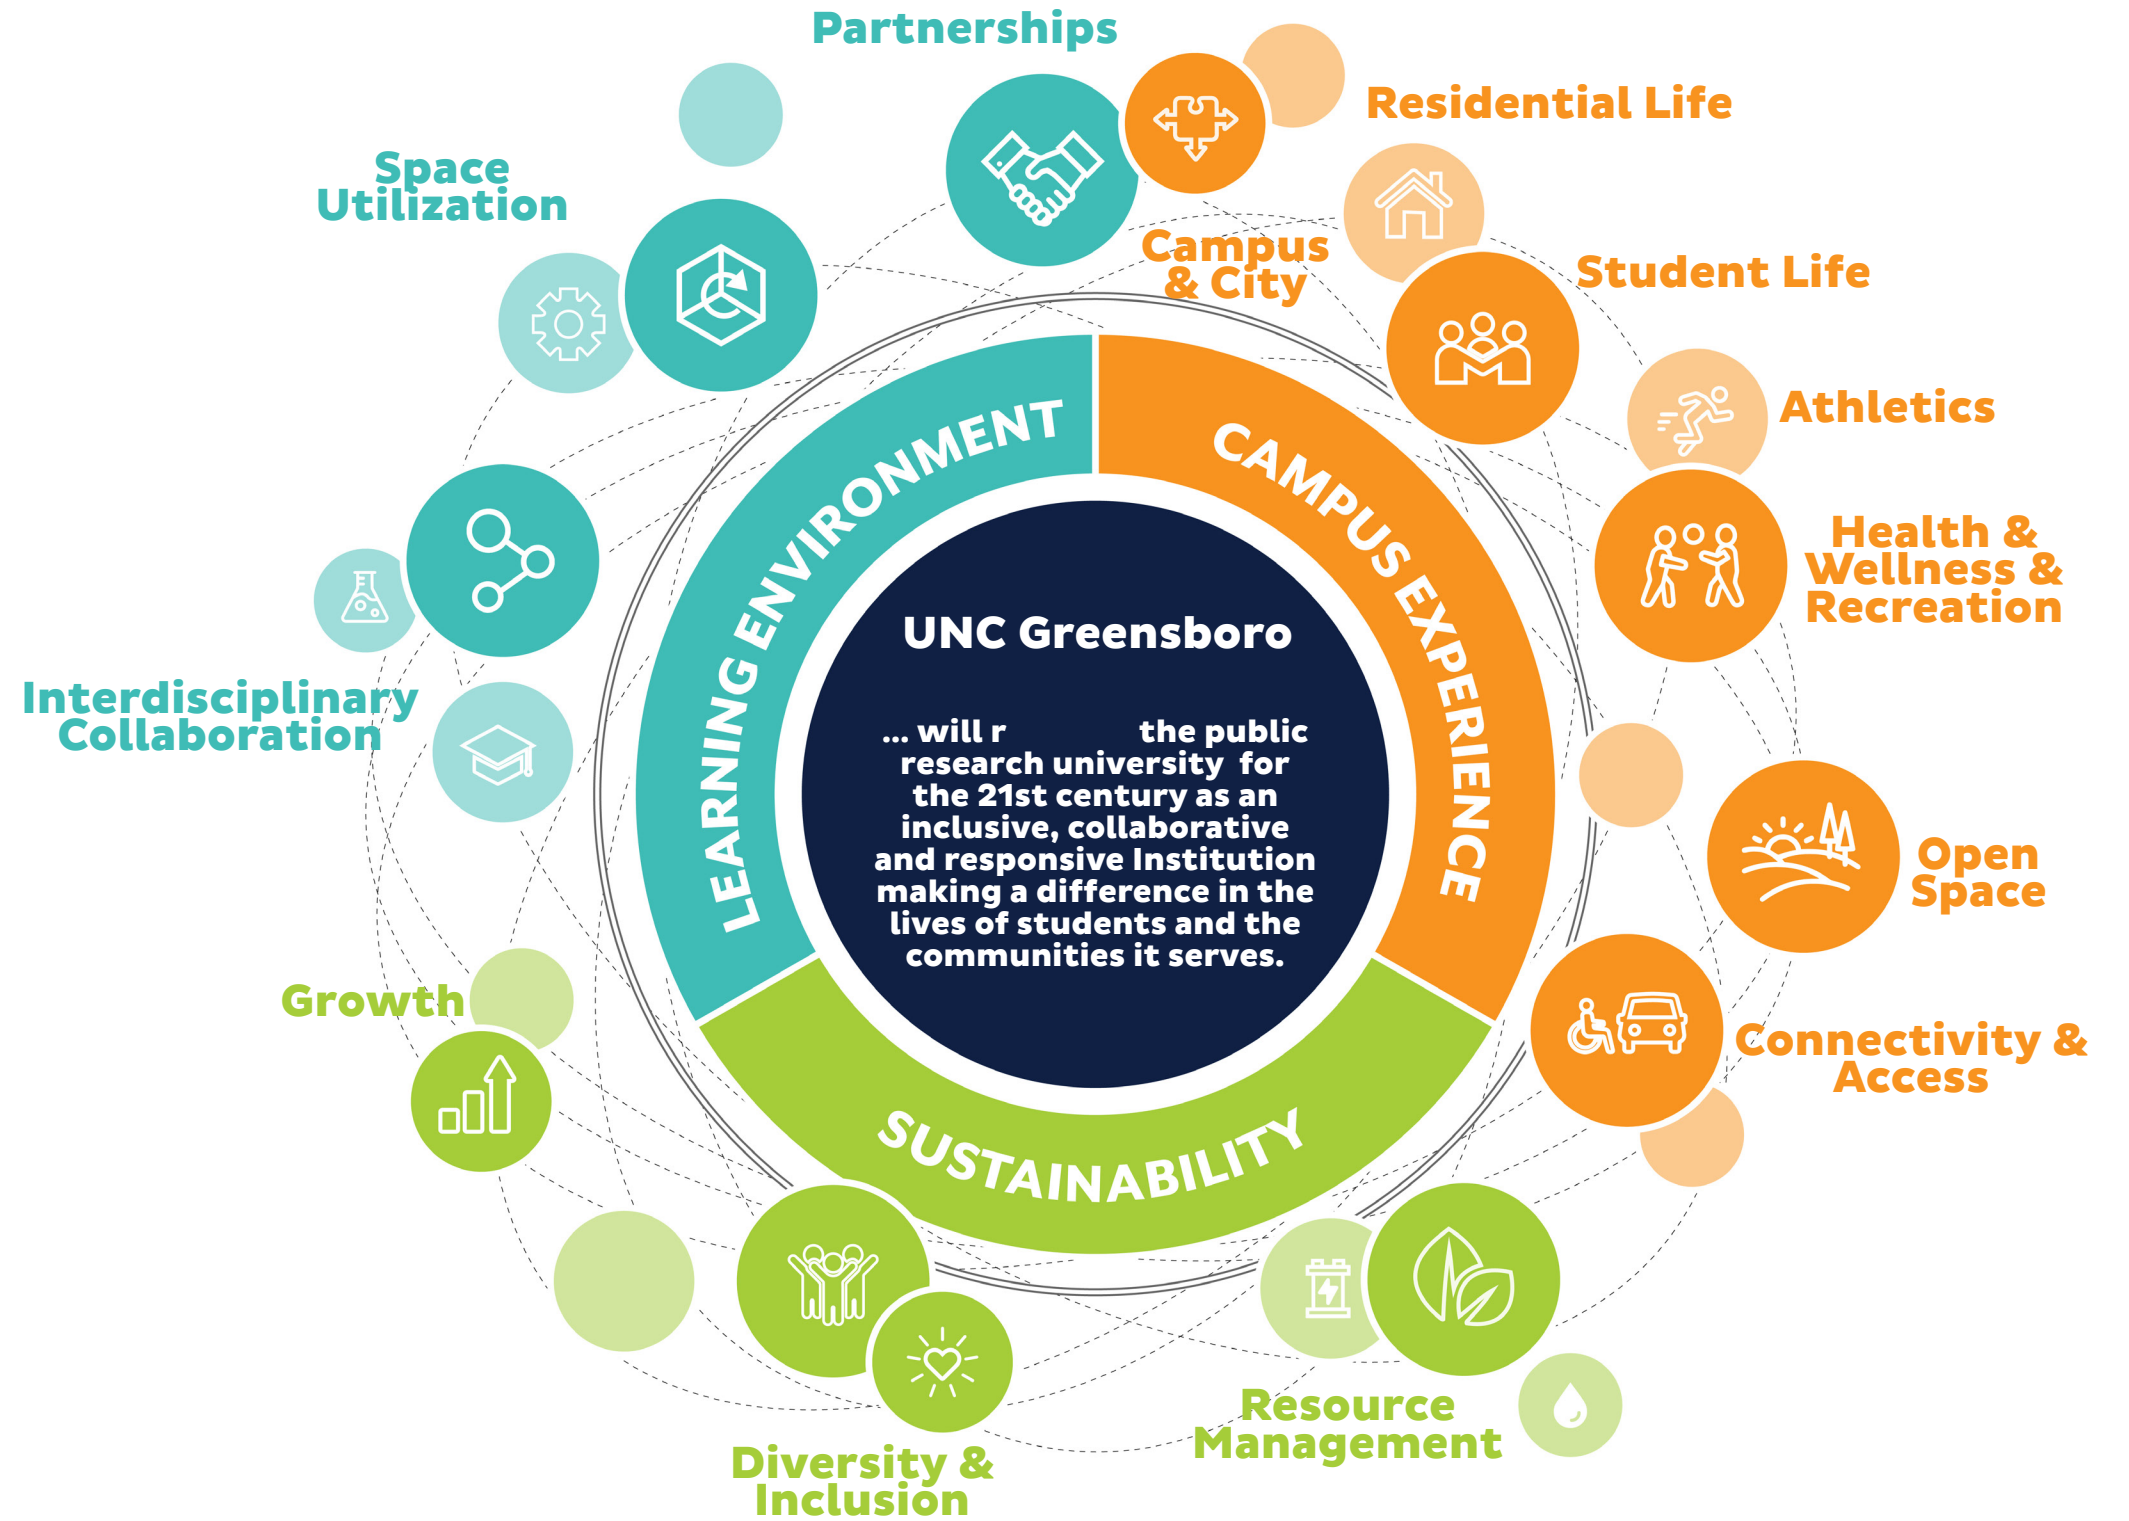 Partnerships
Residential Life
Space
Utilization
Campus
& City
Student Life
Athletics
LEARNING ENVIRONMENT
CAMPUS EXPERIENCE
Health &
Wellness &
Recreation
UNC Greensboro
Interdisciplinary
Collaboration
... will r the public
research university for
the 21st century as an
inclusive, collaborative
and responsive Institution
making a difference in the
lives of students and the
communities it serves.
Open
Space
Growth
Connectivity &
Access
SUSTAINABILITY
Resource
Management
Diversity &
Inclusion